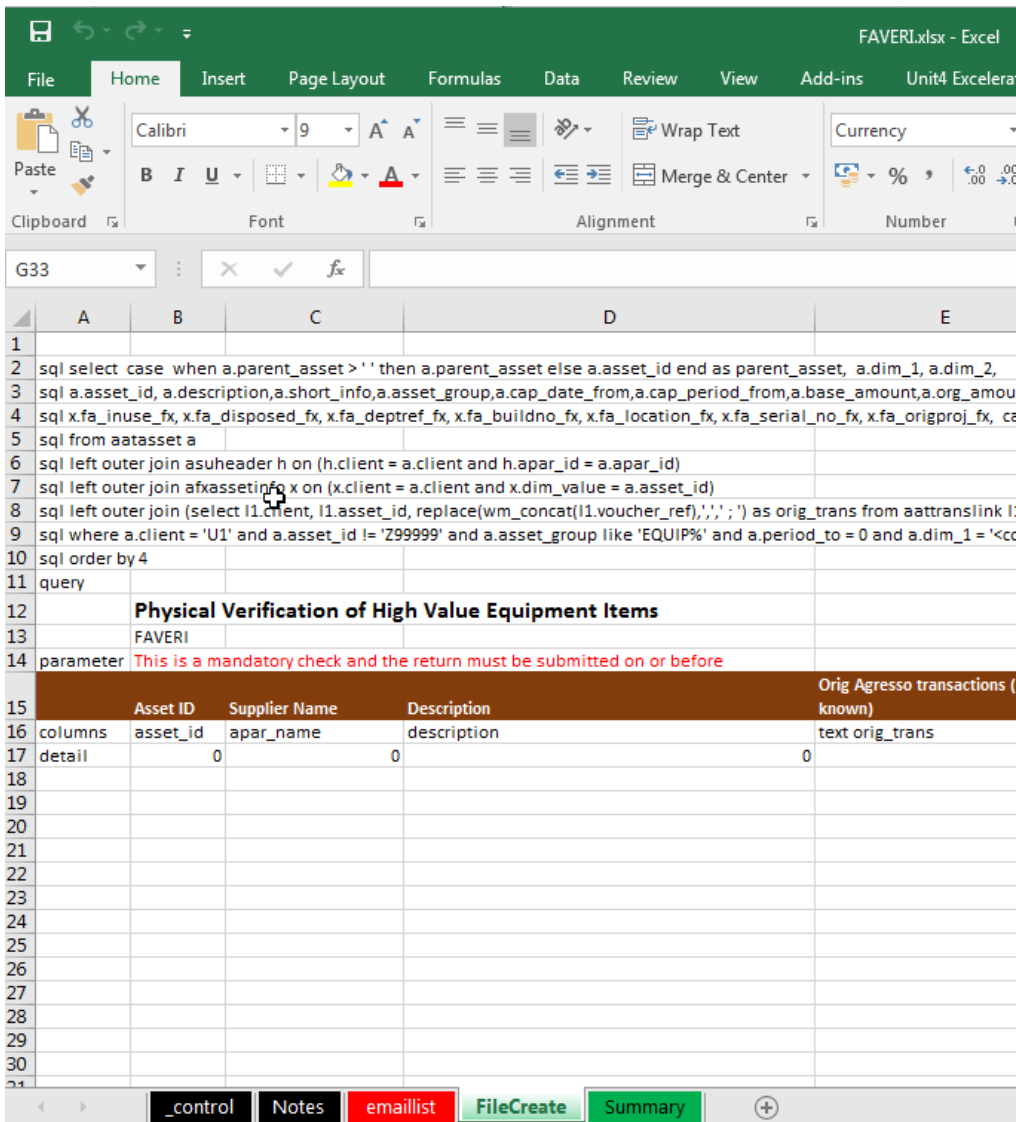 FAVERI.xlsx - Excel
File Home Insert Page Layout Formulas Data Review View Add-ins Unit4 Excelera
Calibri 9 A A Wrap Text Currency
Paste B I U A Merge & Center % , .00
Clipboard Font Alignment Number
G33 fx
A B C D E
1
2 sql select case when a.parent_asset > ' ' then a.parent_asset else a.asset_id end as parent_asset, a.dim_1, a.dim_2,
3 sql a.asset_id, a.description,a.short_info,a.asset_group,a.cap_date_from,a.cap_period_from,a.base_amount,a.org_amou
4 sql x.fa_inuse_fx, x.fa_disposed_fx, x.fa_deptref_fx, x.fa_buildno_fx, x.fa_location_fx, x.fa_serial_no_fx, x.fa_origproj_fx, ca
5 sql from aatasset a
6 sql left outer join asuheader h on (h.client = a.client and h.apar_id = a.apar_id)
7 sql left outer join afxassetinfo x on (x.client = a.client and x.dim_value = a.asset_id)
8 sql left outer join (select l1.client, l1.asset_id, replace(wm_concat(l1.voucher_ref),',',' ; ') as orig_trans from aattranslink l1
9 sql where a.client = 'U1' and a.asset_id != 'Z99999' and a.asset_group like 'EQUIP%' and a.period_to = 0 and a.dim_1 = '<co
10 sql order by 4
11 query
12 Physical Verification of High Value Equipment Items
13 FAVERI
14 parameter This is a mandatory check and the return must be submitted on or before
15 Asset ID Supplier Name Description Orig Agresso transactions (
known)
16 columns asset_id apar_name description text orig_trans
17 detail 0 0 0
18
19
20
21
22
23
24
25
26
27
28
29
30
_control Notes emaillist FileCreate Summary